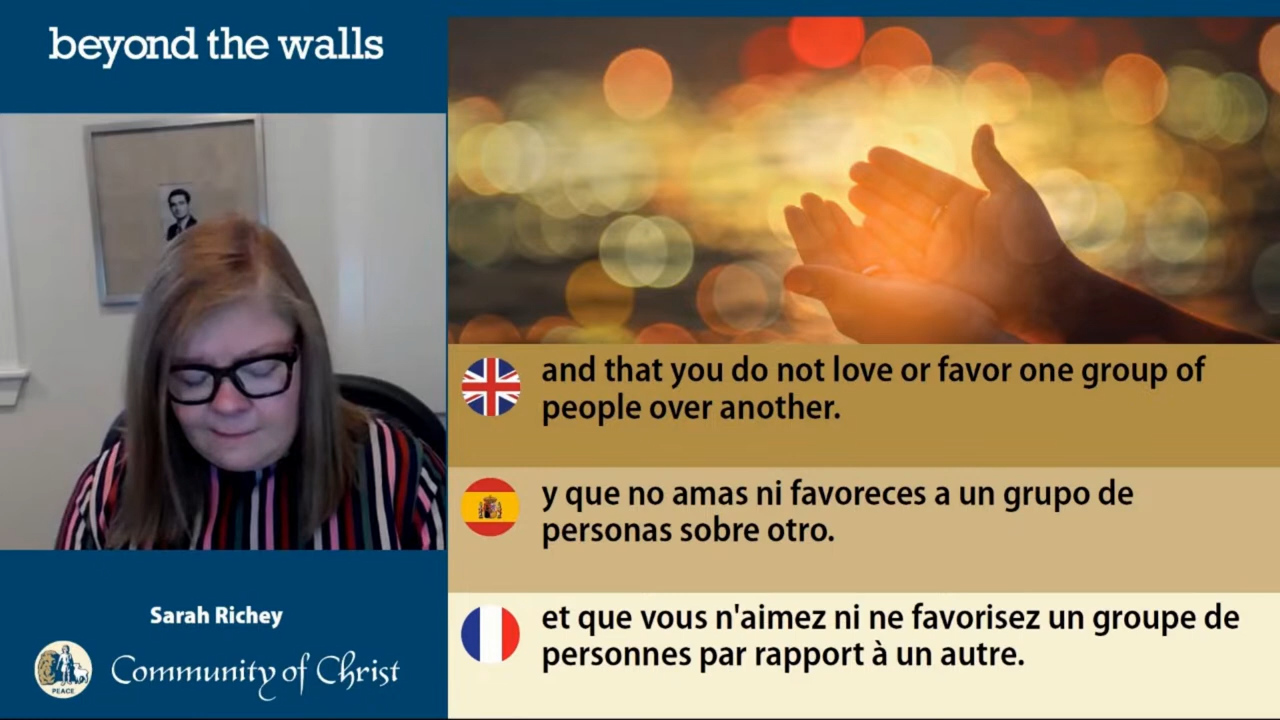 beyond the walls
and that you do not love or favor one group of
people over another.
y que no amas ni favoreces a un grupo de
personas sobre otro.
et que vous n'aimez ni ne favorisez un groupe de
personnes par rapport à un autre.
Sarah Richey
PEACE
Community of Christ